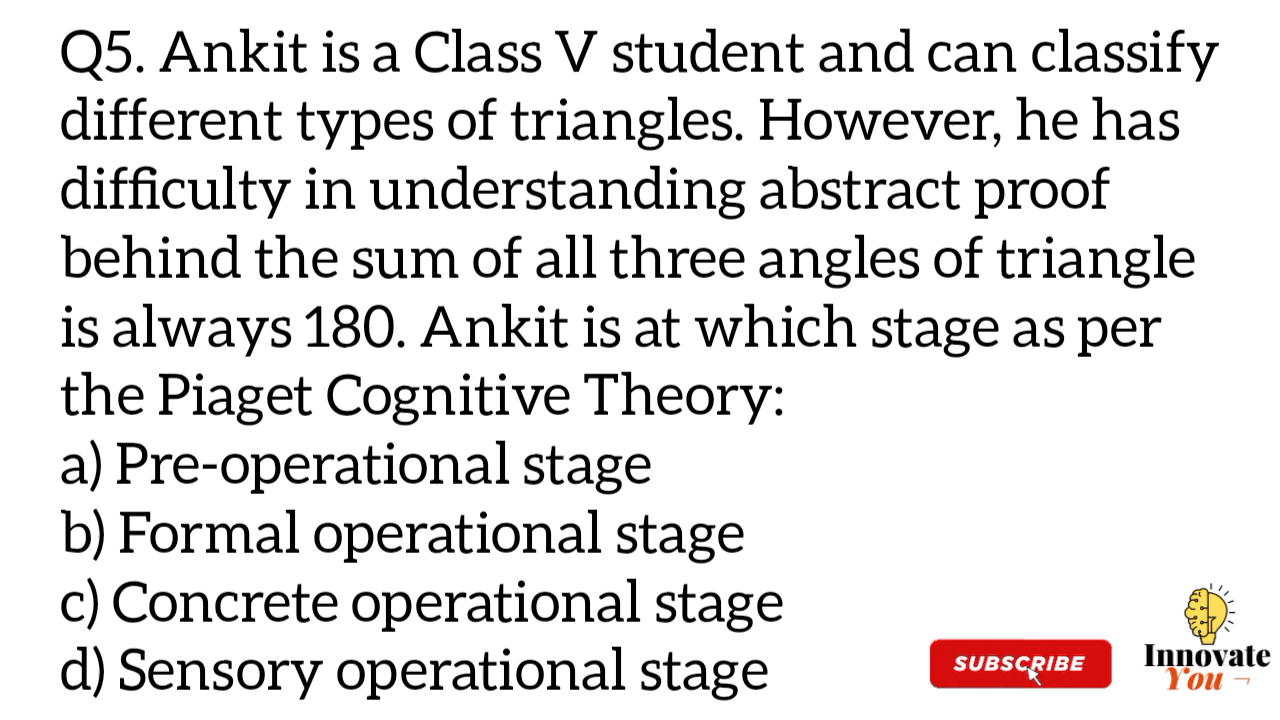 Q5. Ankit is a Class V student and can classify
different types of triangles. However, he has
difficulty in understanding abstract proof
behind the sum of all three angles of triangle
is always 180. Ankit is at which stage as per
the Piaget Cognitive Theory:
a) Pre-operational stage
b) Formal operational stage
c) Concrete operational stage
d) Sensory operational stage
SUBSCRIBE
Innovate
You